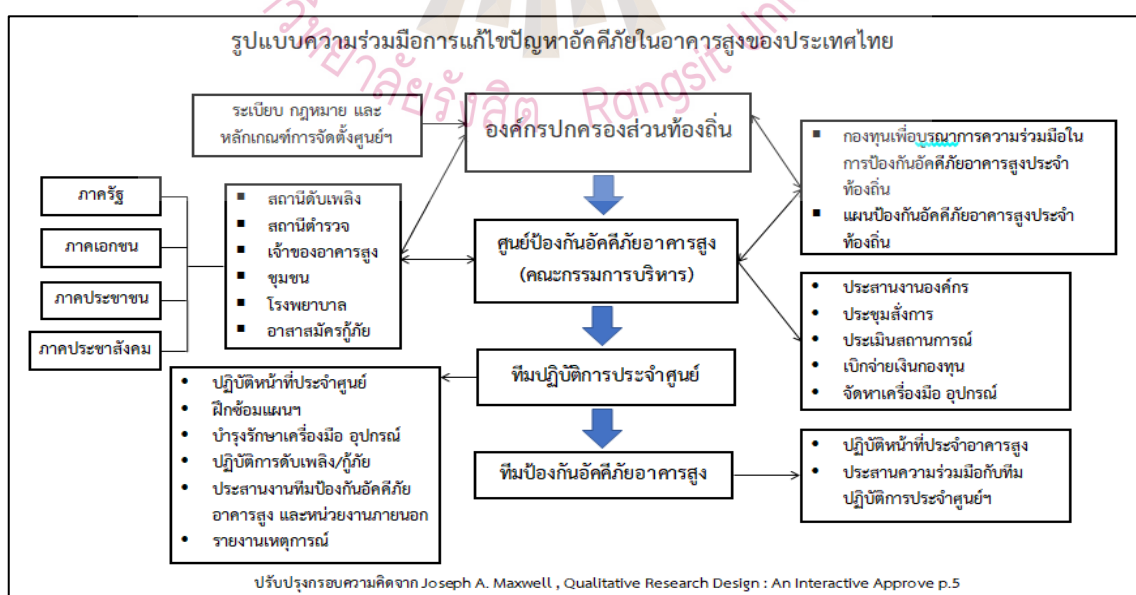 รูปแบบความร่วมมือการแก้ไขปัญหาอัคคีภัยในอาคารสูงของประเทศไทย
ระเบียบ กฎหมาย และ
หลักเกณฑ์การจัดตั้งศูนย์ฯ
องค์กรปกครองส่วนท้องถิ่น
▪ กองทุนเพื่อบูรณาการความร่วมมือใน
การป้องกันอัคคีภัยอาคารสูงประจำ
ท้องถิ่น
▪ แผนป้องกันอัคคีภัยอาคารสูงประจำ
ท้องถิ่น
ภาครัฐ
ภาคเอกชน
ภาคประชาชน
ภาคประชาสังคม
▪ สถานีดับเพลิง
▪ สถานีตำรวจ
▪ เจ้าของอาคารสูง
▪ ชุมชน
▪ โรงพยาบาล
▪ อาสาสมัครกู้ภัย
ศูนย์ป้องกันอัคคีภัยอาคารสูง
(คณะกรรมการบริหาร)
• ประสานงานองค์กร
• ประชุมสั่งการ
• ประเมินสถานการณ์
• เบิกจ่ายเงินกองทุน
• จัดหาเครื่องมือ อุปกรณ์
ทีมปฏิบัติการประจำศูนย์
• ปฏิบัติหน้าที่ประจำศูนย์
• ฝึกซ้อมแผนฯ
• บำรุงรักษาเครื่องมือ อุปกรณ์
• ปฏิบัติการดับเพลิง/กู้ภัย
• ประสานงานทีมป้องกันอัคคีภัย
อาคารสูง และหน่วยงานภายนอก
• รายงานเหตุการณ์
ทีมป้องกันอัคคีภัยอาคารสูง
• ปฏิบัติหน้าที่ประจำอาคารสูง
• ประสานความร่วมมือกับทีม
ปฏิบัติการประจำศูนย์ฯ
ปรับปรุงกรอบความคิดจาก Joseph A. Maxwell , Qualitative Research Design : An Interactive Approve p.5
วิทยาลัยรังสิต Rangsit Uni